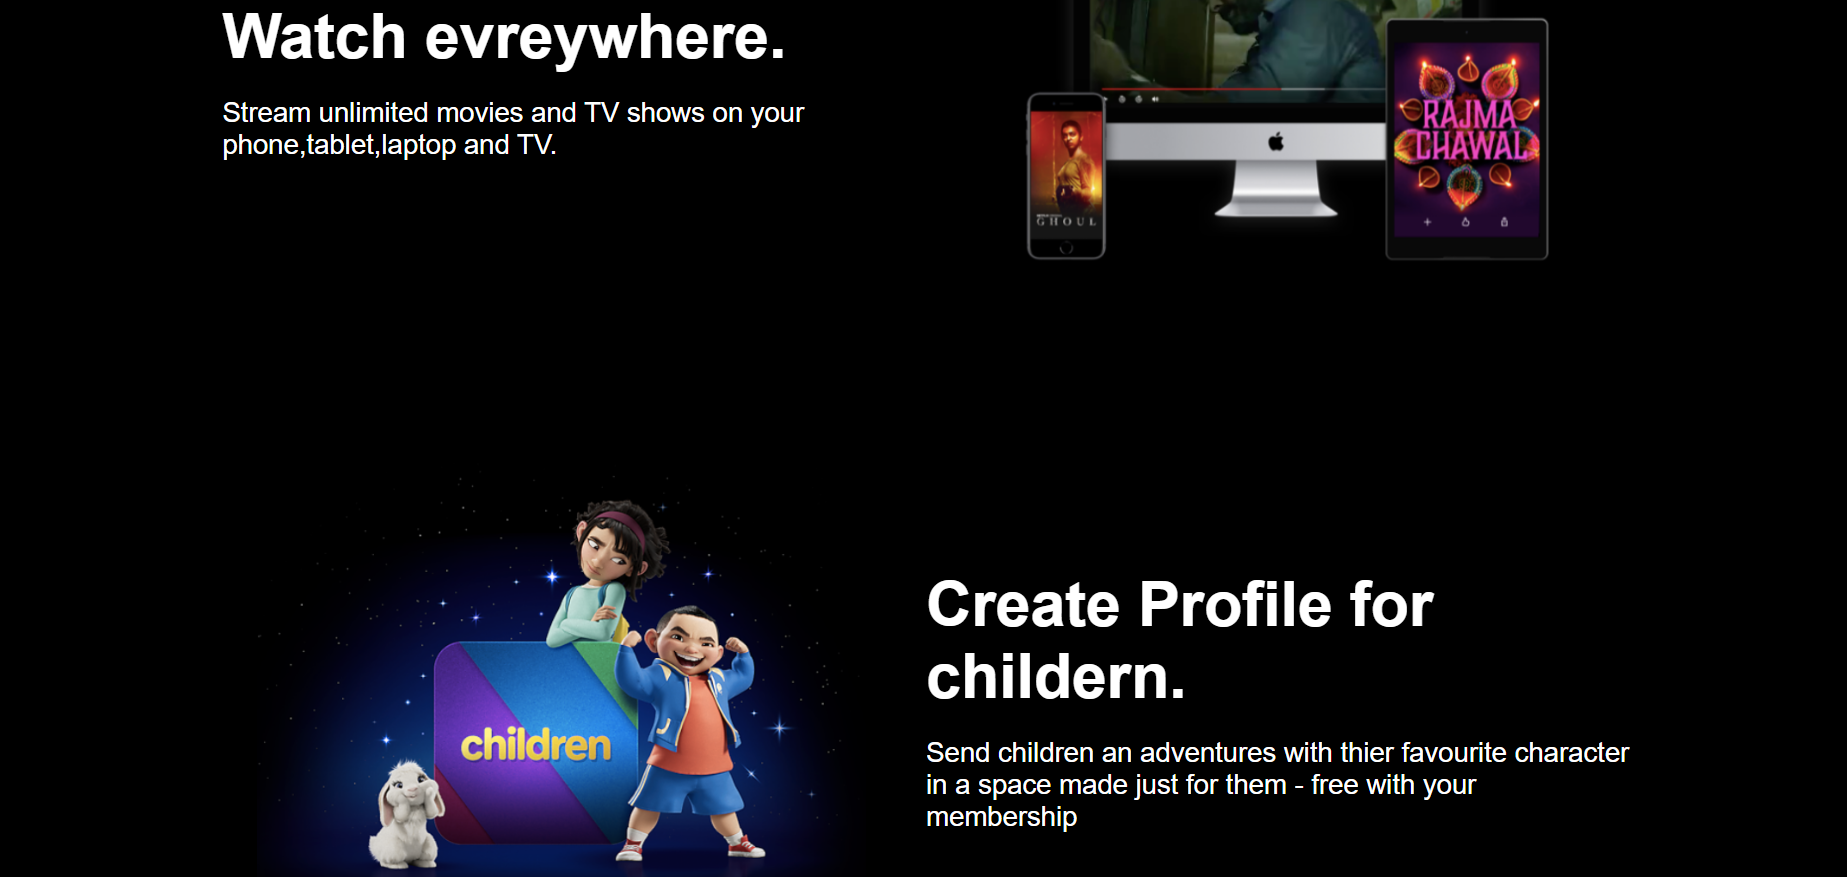 Watch evreywhere.
Stream unlimited movies and TV shows on your
phone,tablet,laptop and TV.
RAJMA
CHAWAL
GHOUL
Create Profile for
childern.
children
Send children an adventures with thier favourite character
in a space made just for them - free with your
membership